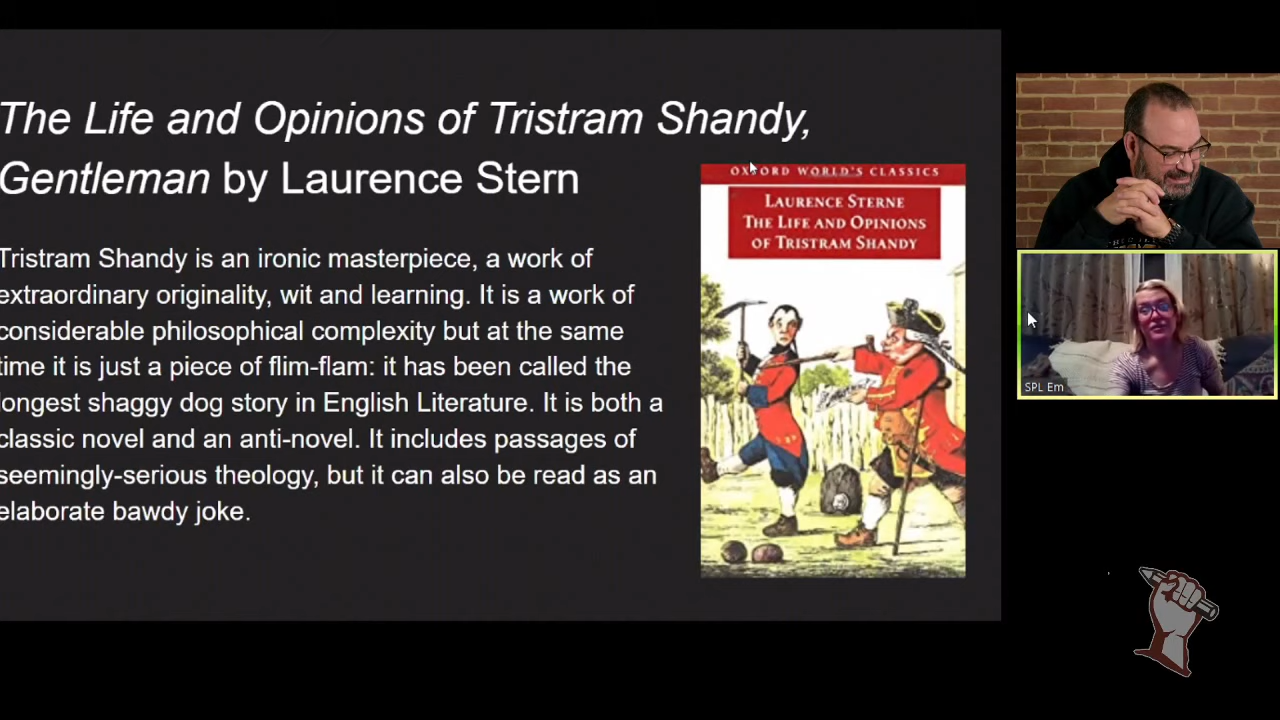 The Life and Opinions of Tristram Shandy,
Gentleman by Laurence Stern
Tristram Shandy is an ironic masterpiece, a work of
extraordinary originality, wit and learning. It is a work of
considerable philosophical complexity but at the same
time it is just a piece of flim-flam: it has been called the
longest shaggy dog story in English Literature. It is both a
classic novel and an anti-novel. It includes passages of
seemingly-serious theology, but it can also be read as an
elaborate bawdy joke.
OXFORD WORLD'S CLASSICS
LAURENCE STERNE
THE LIFE AND OPINIONS
OF TRISTRAM SHANDY
SPL Em